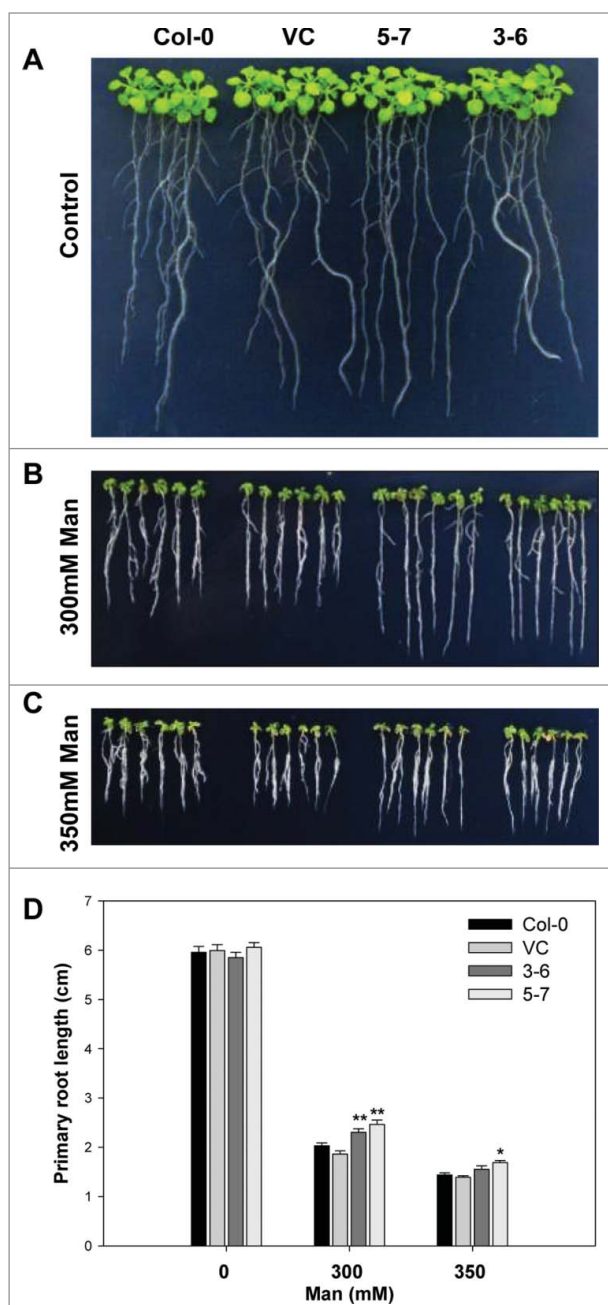 Col-0 VC 5-7 3-6
A
Control
B
300mM Man
C
350mM Man
D
7
6
5
4
3
2
1
0
Primary root length (cm)
Col-0
VC
3-6
5-7
** **
*
0 300 350
Man (mM)